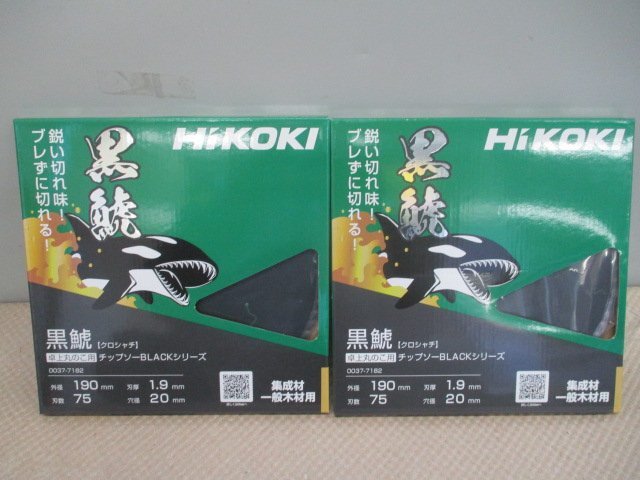 HiKOKI
鋭い切れ味!
ブレずに切れる!
黒鯱
黒鯱【クロシャチ】
卓上丸のこ用 チップソーBLACKシリーズ
0037-7162
外径 190 mm 刃厚 1.9 mm
刃数 75 穴径 20 mm
集成材
一般木材用
HiKOKI
鋭い切れ味!
ブレずに切れる!
黒鯱
黒鯱【クロシャチ】
卓上丸のこ用 チップソーBLACKシリーズ
0037-7162
外径 190 mm 刃厚 1.9 mm
刃数 75 穴径 20 mm
集成材
一般木材用